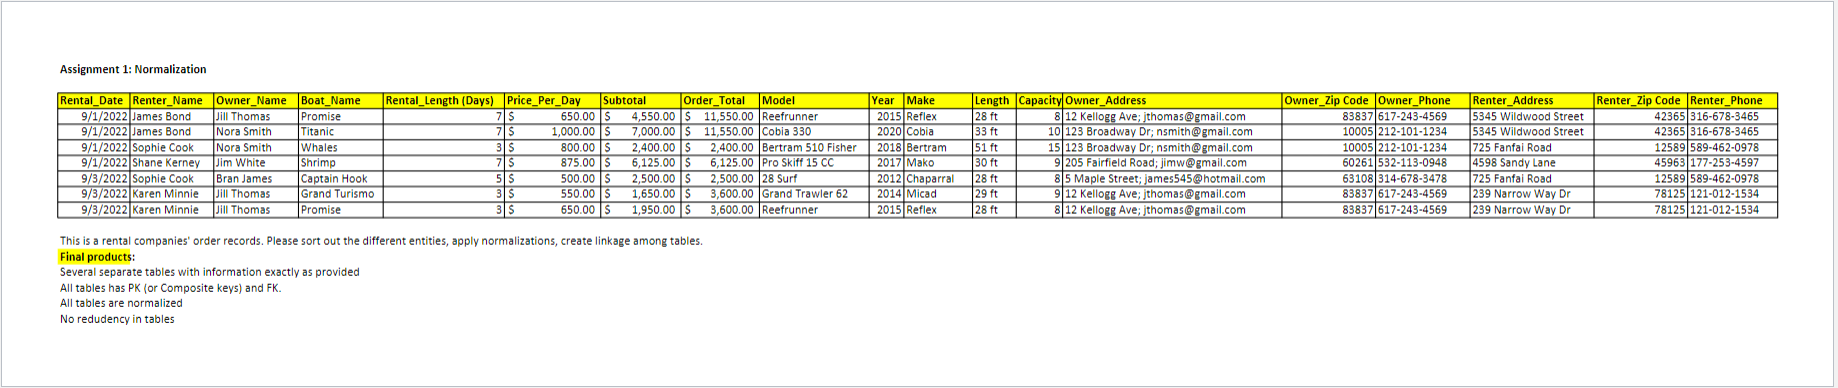 Assignment 1: Normalization
Rental_Date Renter_Name Owner_Name Boat_Name Rental_Length (Days) Price_Per_Day Subtotal Order_Total Model Year Make Length Capacity Owner_Address Owner_Zip Code Owner_Phone Renter_Address Renter_Zip Code Renter_Phone
9/1/2022 James Bond Jill Thomas Promise 7 $ 650.00 $ 4,550.00 $ 11,550.00 Reefrunner 2015 Reflex 28 ft 8 12 Kellogg Ave; jthomas@gmail.com 83837 617-243-4569 5345 Wildwood Street 42365 316-678-3465
9/1/2022 James Bond Nora Smith Titanic 7 $ 1,000.00 $ 7,000.00 $ 11,550.00 Cobia 330 2020 Cobia 33 ft 10 123 Broadway Dr; nsmith@gmail.com 10005 212-101-1234 5345 Wildwood Street 42365 316-678-3465
9/1/2022 Sophie Cook Nora Smith Whales 3 $ 800.00 $ 2,400.00 $ 2,400.00 Bertram 510 Fisher 2018 Bertram 51 ft 15 123 Broadway Dr; nsmith@gmail.com 10005 212-101-1234 725 Fanfai Road 12589 589-462-0978
9/1/2022 Shane Kerney Jim White Shrimp 7 $ 875.00 $ 6,125.00 $ 6,125.00 Pro Skiff 15 CC 2017 Mako 30 ft 9 205 Fairfield Road; jimw@gmail.com 60261 532-113-0948 4598 Sandy Lane 45963 177-253-4597
9/3/2022 Sophie Cook Bran James Captain Hook 5 $ 500.00 $ 2,500.00 $ 2,500.00 28 Surf 2012 Chaparral 28 ft 8 5 Maple Street; james545@hotmail.com 63108 314-678-3478 725 Fanfai Road 12589 589-462-0978
9/3/2022 Karen Minnie Jill Thomas Grand Turismo 3 $ 550.00 $ 1,650.00 $ 3,600.00 Grand Trawler 62 2014 Micad 29 ft 9 12 Kellogg Ave; jthomas@gmail.com 83837 617-243-4569 239 Narrow Way Dr 78125 121-012-1534
9/3/2022 Karen Minnie Jill Thomas Promise 3 $ 650.00 $ 1,950.00 $ 3,600.00 Reefrunner 2015 Reflex 28 ft 8 12 Kellogg Ave; jthomas@gmail.com 83837 617-243-4569 239 Narrow Way Dr 78125 121-012-1534
This is a rental companies' order records. Please sort out the different entities, apply normalizations, create linkage among tables.
Final products:
Several separate tables with information exactly as provided
All tables has PK (or Composite keys) and FK.
All tables are normalized
No redudency in tables